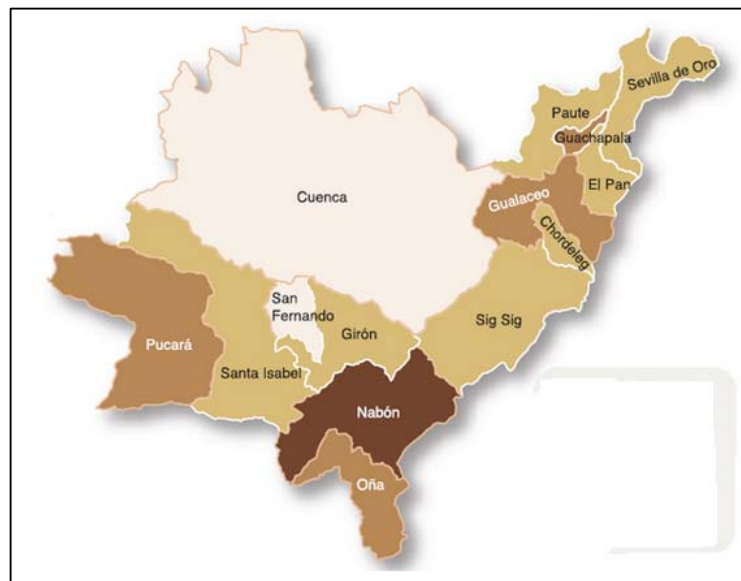 Sevilla de Oro
Paute
Guachapala
El Pan
Cuenca
Gualaceo
Chordeleg
San
Fernando
Girón
Sig Sig
Pucará
Santa Isabel
Nabón
Oña